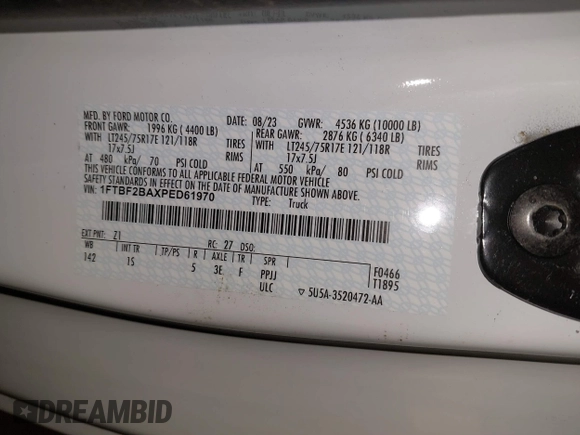 MFD. BY FORD MOTOR CO.
DATE: 08/23 GVWR: 4536 KG (10000 LB)
FRONT GAWR: 1996 KG ( 4400 LB) REAR GAWR: 2876 KG ( 6340 LB)
WITH LT245/75R17E 121/118R TIRES WITH LT245/75R17E 121/118R TIRES
17x7.5J RIMS 17x7.5J RIMS
AT 480 kPa/ 70 PSI COLD AT 550 kPa/ 80 PSI COLD
THIS VEHICLE CONFORMS TO ALL APPLICABLE FEDERAL MOTOR VEHICLE
SAFETY STANDARDS IN EFFECT ON THE DATE OF MANUFACTURE SHOWN ABOVE.
VIN: 1FTBF2BAXPED61970 TYPE: Truck
EXT PNT: Z1 RC: 27 DSO:
WB INT TR TP/PS R AXLE TR SPR F0466
142 1S 5 3E F PPJJ T1895
ULC ▽ 5U5A-3520472-AA
DREAMBID